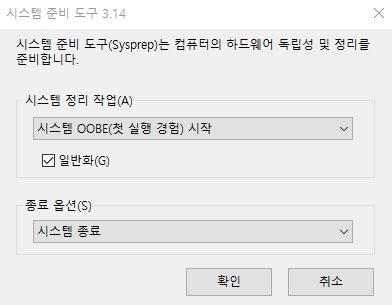 시스템 준비 도구 3.14
시스템 준비 도구(Sysprep)는 컴퓨터의 하드웨어 독립성 및 정리를
준비합니다.
시스템 정리 작업(A)
시스템 OOBE(첫 실행 경험) 시작
일반화(G)
종료 옵션(S)
시스템 종료
확인
취소